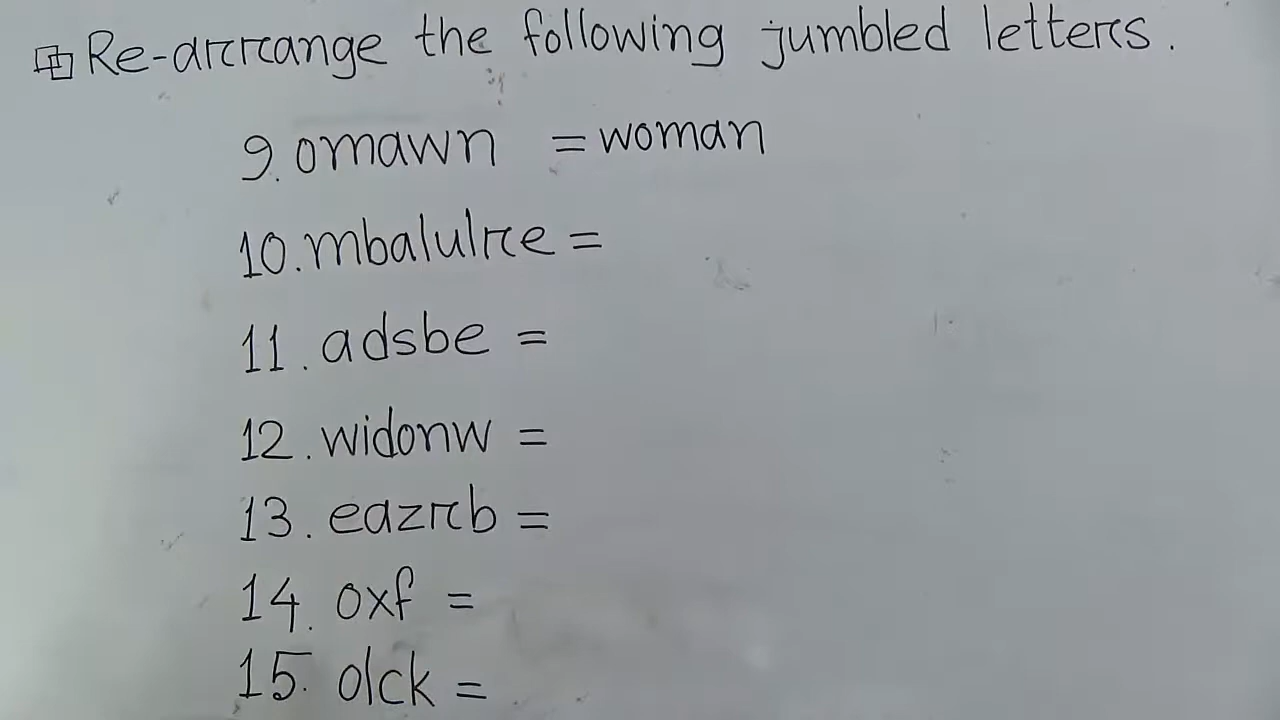 Re-arrange the following jumbled letters.
9. omawn = woman
10. mbalulre =
11. adsbe =
12. widonw =
13. eazrb =
14. oxf =
15. olck =